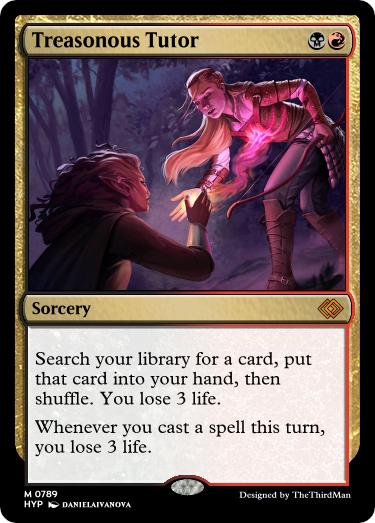 Treasonous Tutor
Sorcery
Search your library for a card, put
that card into your hand, then
shuffle. You lose 3 life.
Whenever you cast a spell this turn,
you lose 3 life.
M 0789
HYP DANIELAIVANOVA
Designed by TheThirdMan